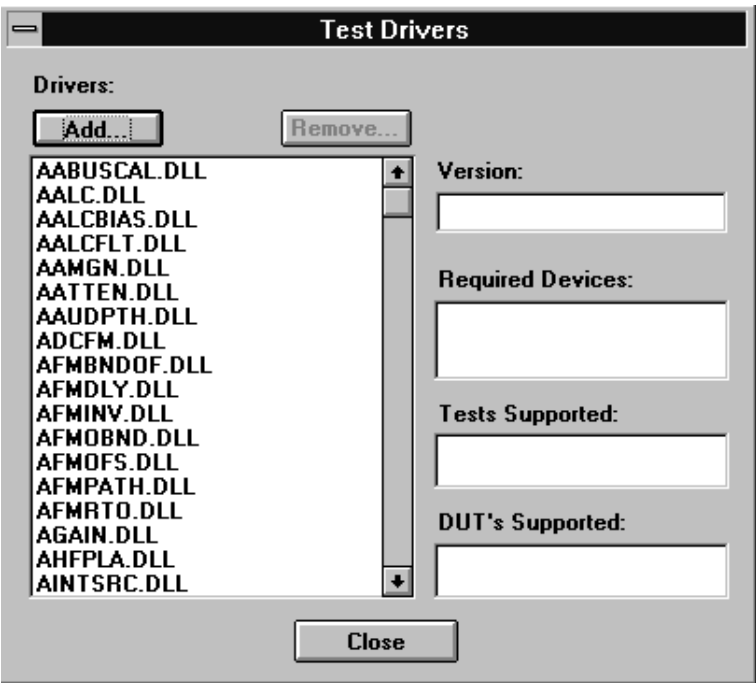 Test Drivers
Drivers:
Add...
Remove...
AABUSCAL.DLL
AALC.DLL
AALCBIAS.DLL
AALCFLT.DLL
AAMGN.DLL
AATTEN.DLL
AAUDPTH.DLL
ADCFM.DLL
AFMBNDOF.DLL
AFMDLY.DLL
AFMINV.DLL
AFMOBND.DLL
AFMOFS.DLL
AFMPATH.DLL
AFMRTO.DLL
AGAIN.DLL
AHFPLA.DLL
AINTSRC.DLL
Version:
Required Devices:
Tests Supported:
DUT's Supported:
Close